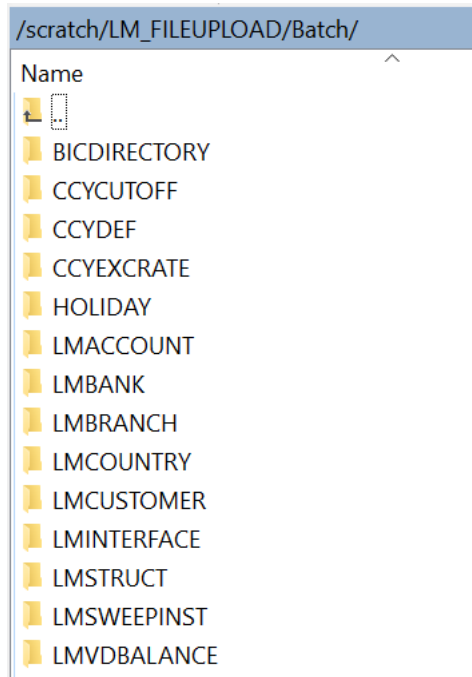 /scratch/LM_FILEUPLOAD/Batch/
Name
..
BICDIRECTORY
CCYCUTOFF
CCYDEF
CCYEXCRATE
HOLIDAY
LMACCOUNT
LMBANK
LMBRANCH
LMCOUNTRY
LMCUSTOMER
LMINTERFACE
LMSTRUCT
LMSWEEPINST
LMVDBALANCE